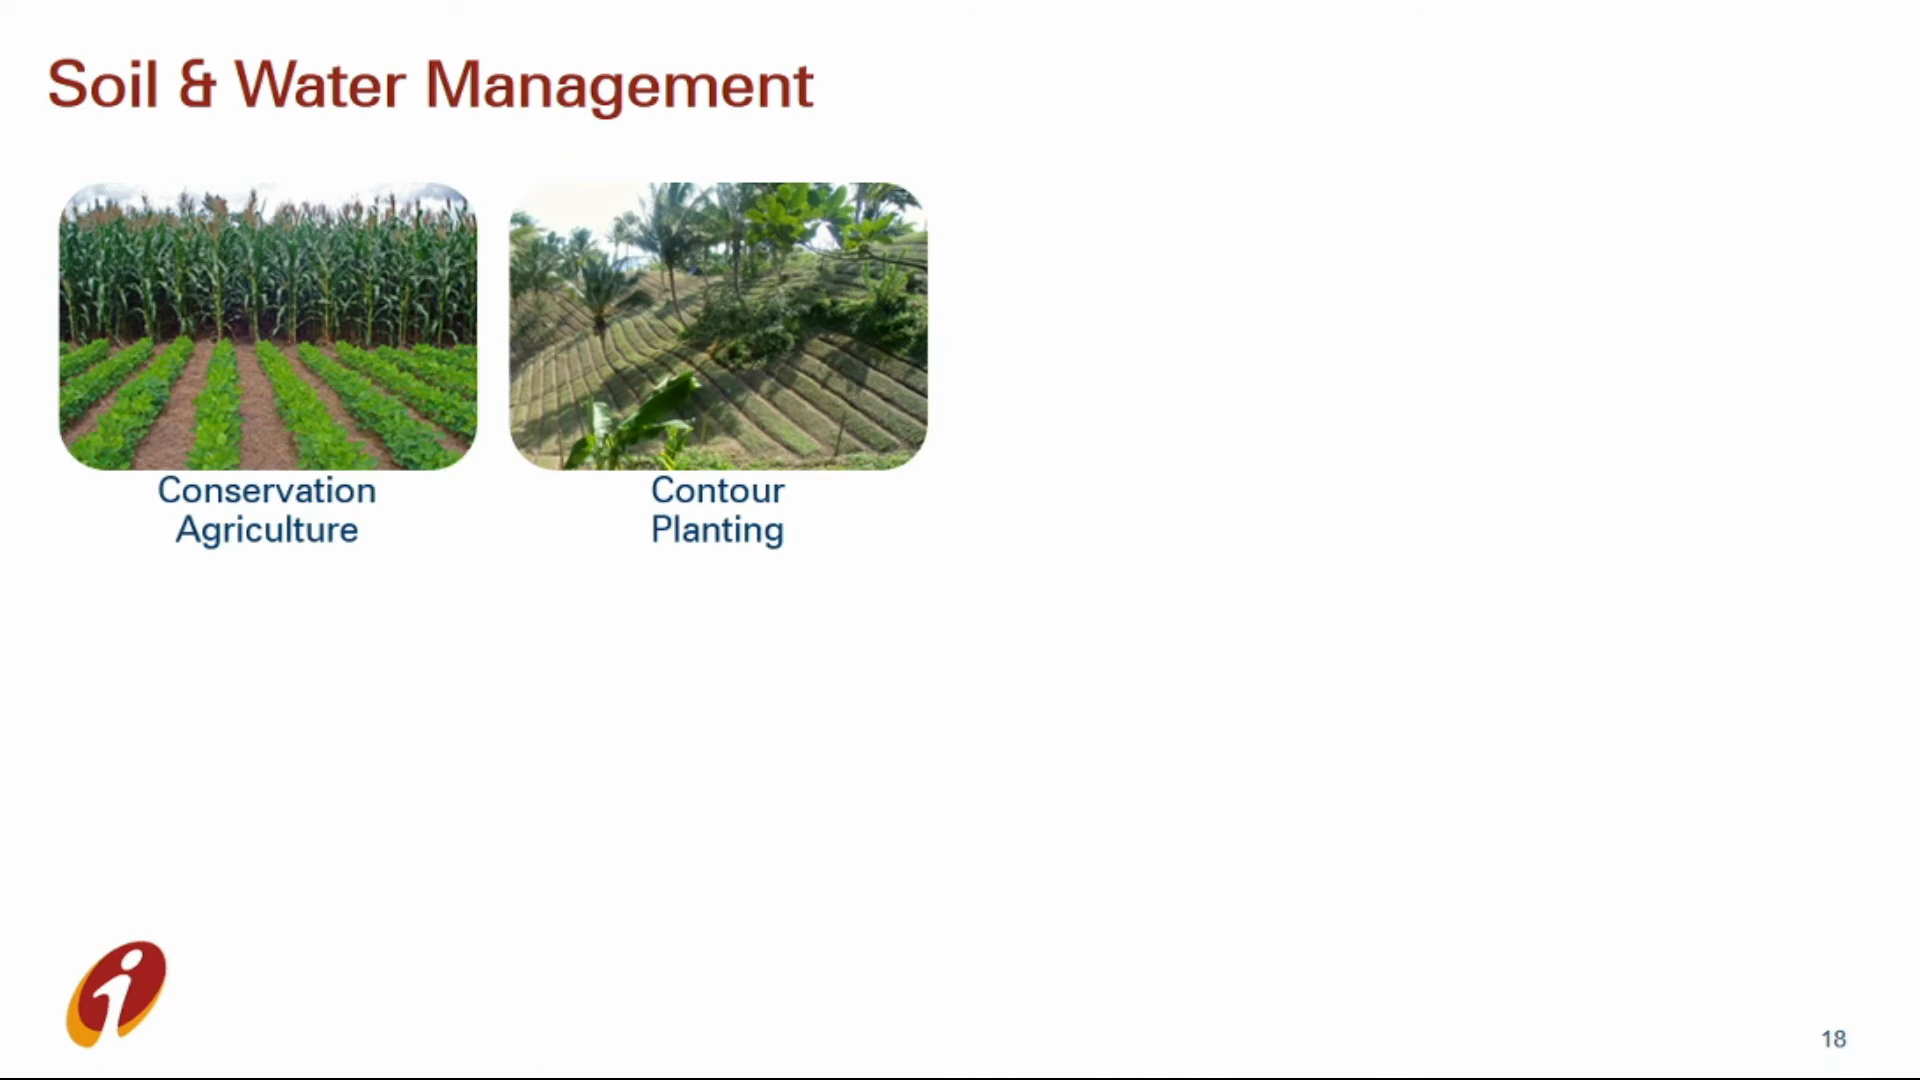 Soil & Water Management
Conservation
Agriculture
Contour
Planting
18